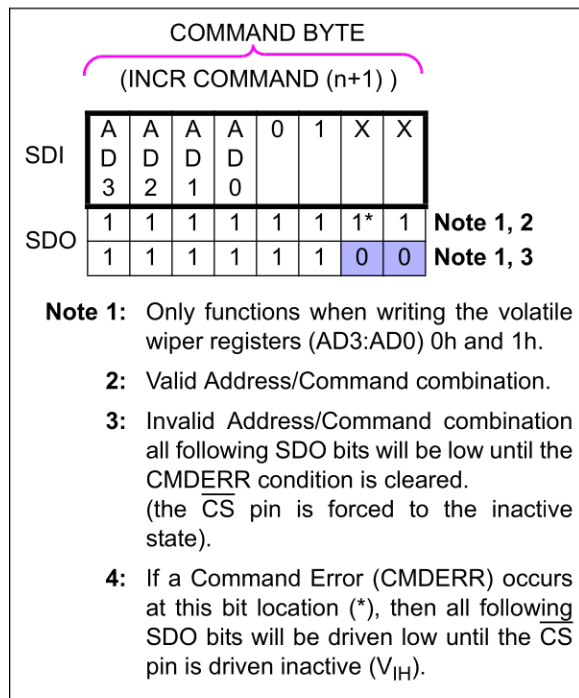 COMMAND BYTE
(INCR COMMAND (n+1) )
SDI A D 3 A D 2 A D 1 A D 0 0 1 X X
SDO 1 1 1 1 1 1 1* 1 Note 1, 2
1 1 1 1 1 1 0 0 Note 1, 3
Note 1: Only functions when writing the volatile
wiper registers (AD3:AD0) 0h and 1h.
2: Valid Address/Command combination.
3: Invalid Address/Command combination
all following SDO bits will be low until the
CMDERR condition is cleared.
(the CS pin is forced to the inactive
state).
4: If a Command Error (CMDERR) occurs
at this bit location (*), then all following
SDO bits will be driven low until the CS
pin is driven inactive (VIH).